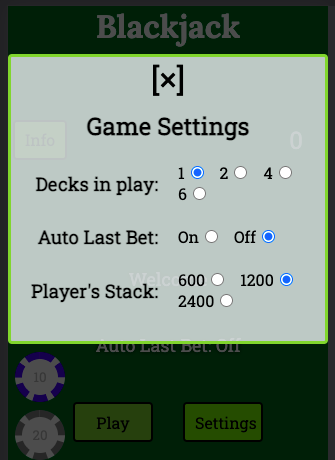 Blackjack
[×]
Game Settings
Info
0
Decks in play: 1 2 4
6
Auto Last Bet: On Off
Player's Stack: 600 1200
2400
Auto Last Bet: Off
10
20
Play Settings